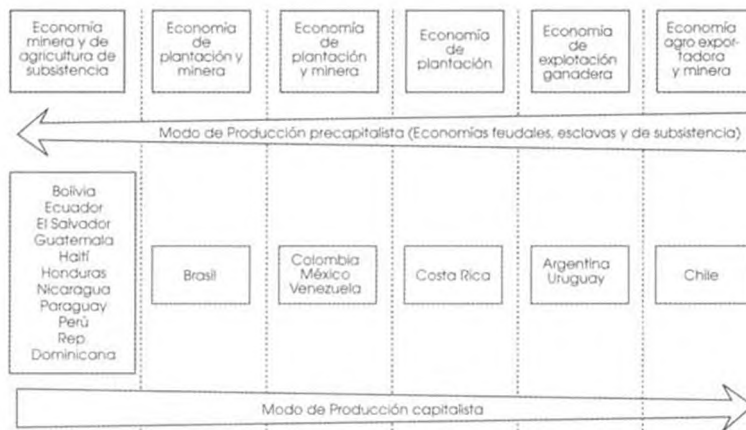 Economía
minera y de
agricultura de
subsistencia
Economía
de
plantación y
minera
Economía
de
plantación
y minera
Economía
de
plantación
Economía
de
explotación
ganadera
Economía
agro expor-
tadora
y minera
Modo de Producción precapitalista (Economías feudales, esclavas y de subsistencia)
Bolivia
Ecuador
El Salvador
Guatemala
Haití
Honduras
Nicaragua
Paraguay
Perú
Rep
Dominicana
Brasil
Colombia
México
Venezuela
Costa Rica
Argentina
Uruguay
Chile
Modo de Producción capitalista